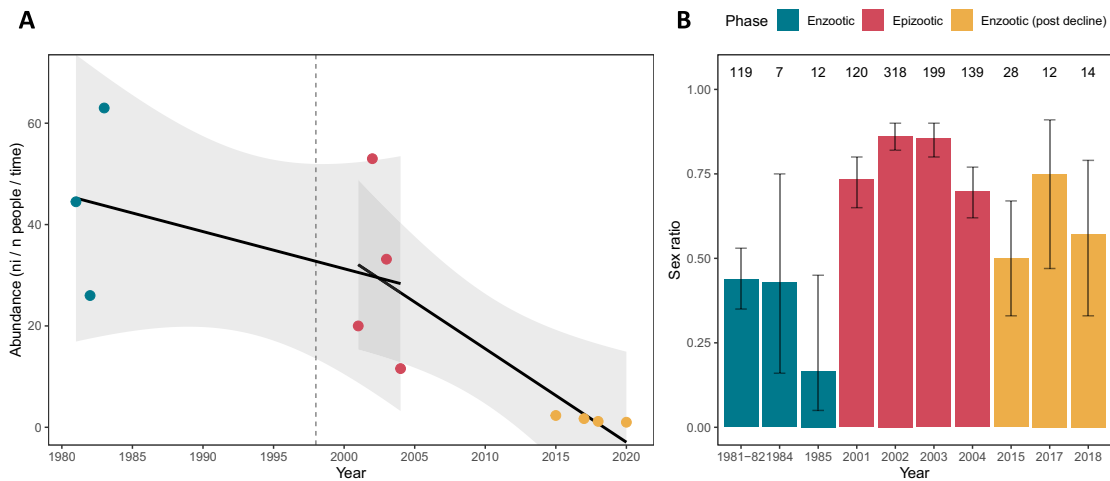 A
B
Phase Enzootic Epizootic Enzootic (post decline)
Abundance (ni / n people / time)
60
40
20
0
1980 1985 1990 1995 2000 2005 2010 2015 2020
Year
119 7 12 120 318 199 139 28 12 14
Sex ratio
1.00
0.75
0.50
0.25
0.00
1981−82 1984 1985 2001 2002 2003 2004 2015 2017 2018
Year